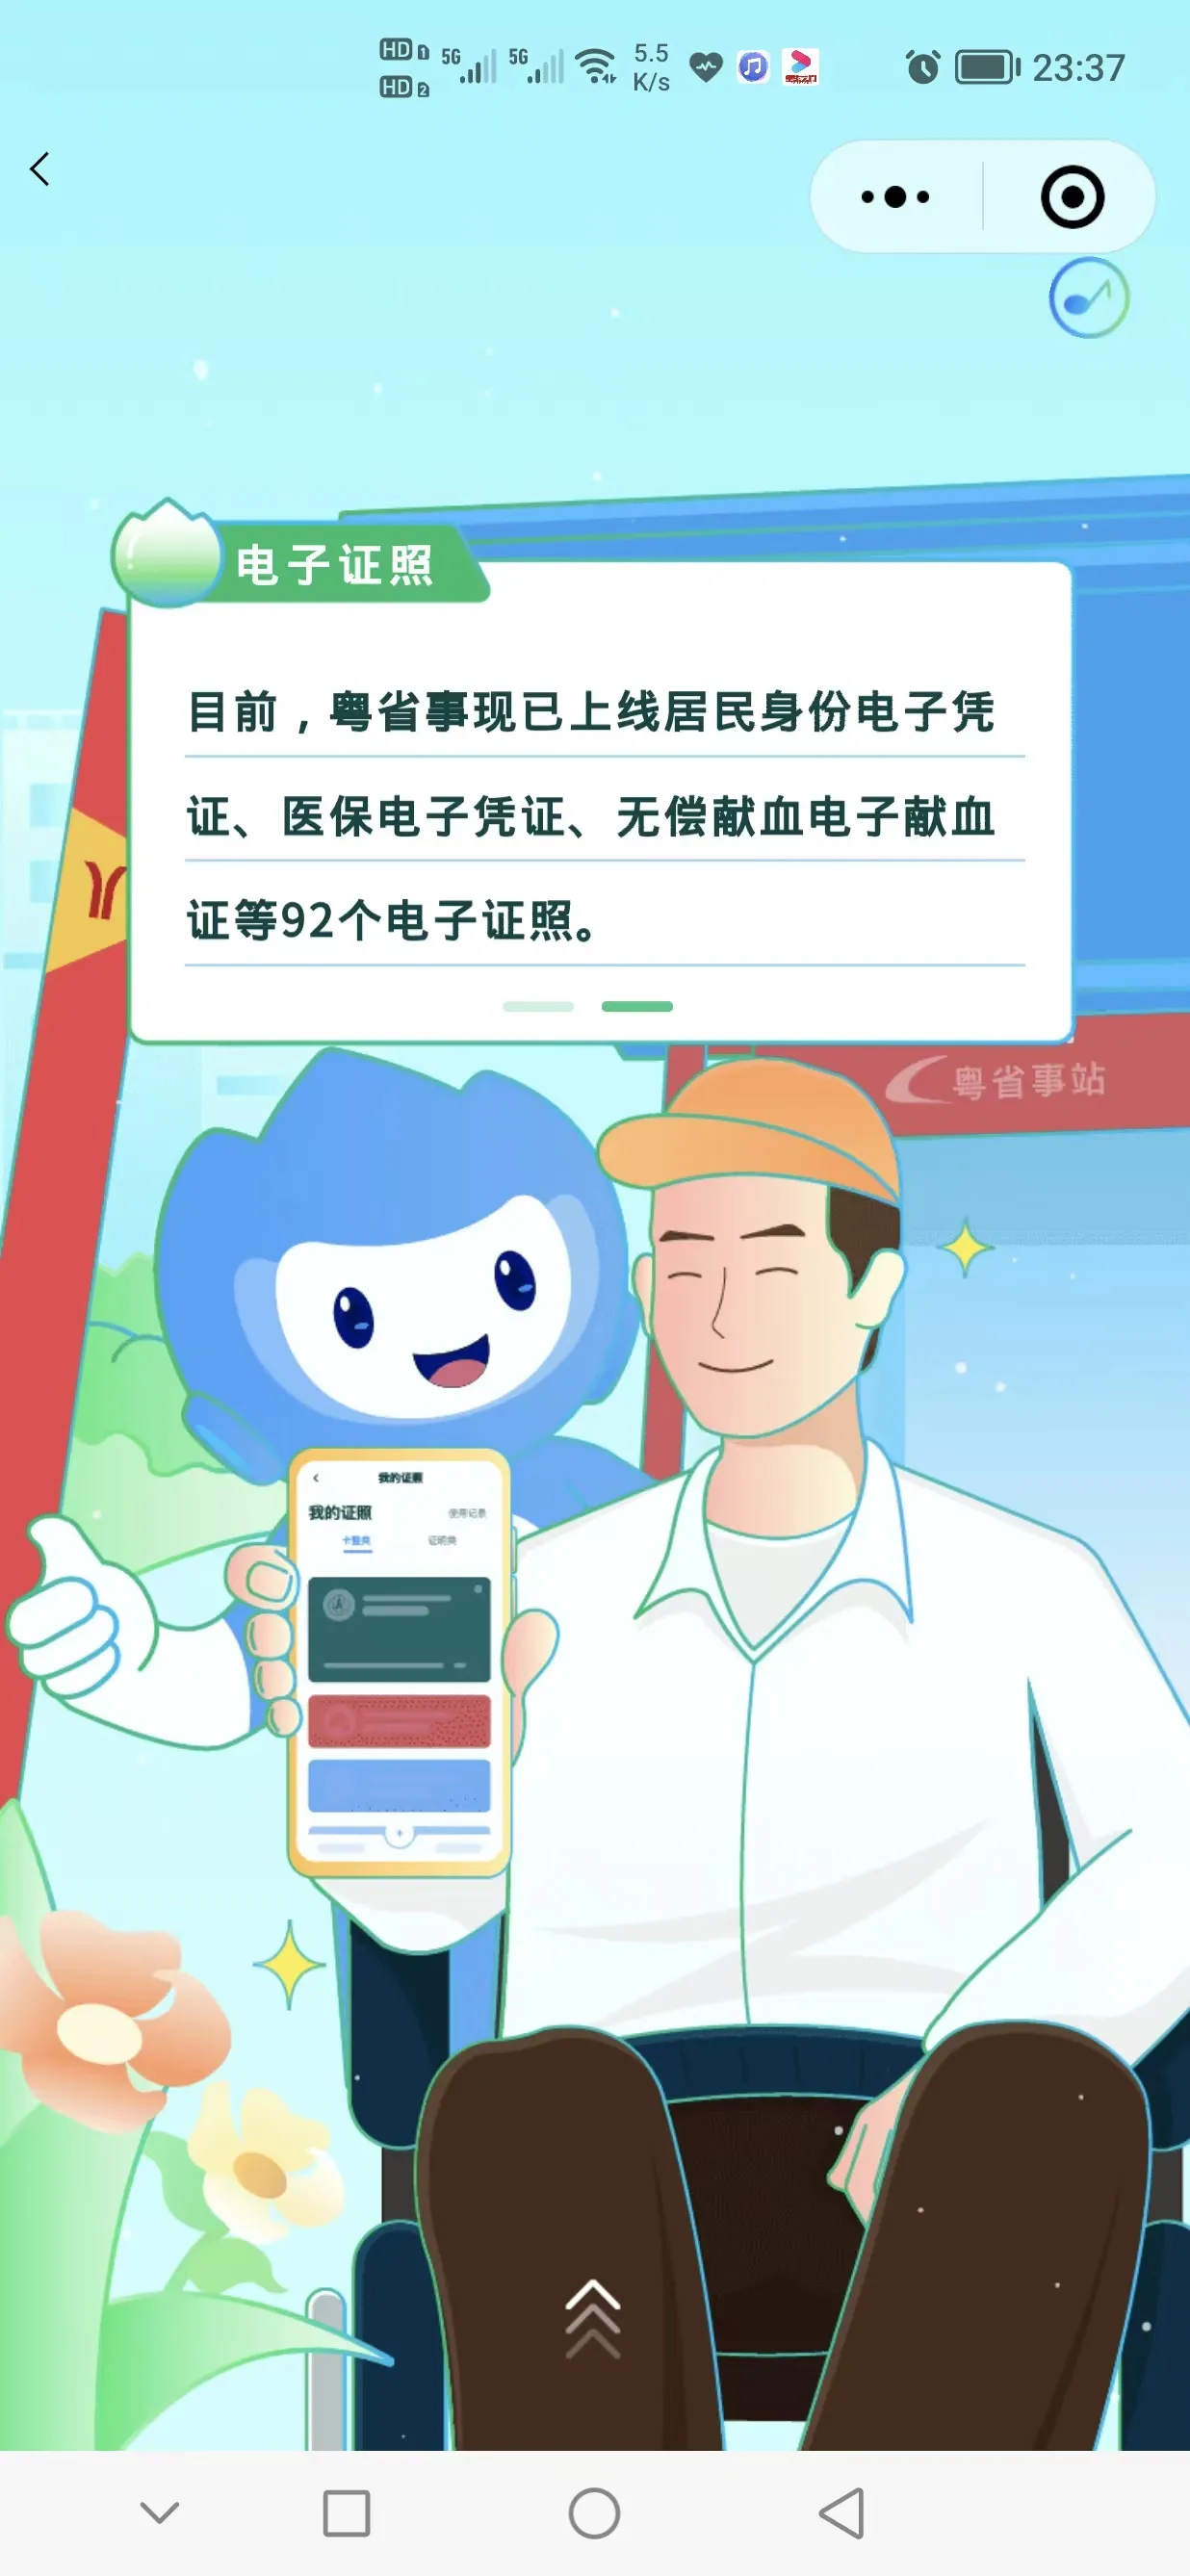 HD 1 5G 5G 5.5 23:37
HD 2 K/s
电子证照
目前，粤省事现已上线居民身份电子凭
证、医保电子凭证、无偿献血电子献血
证等92个电子证照。
粤省事站
我的证照
我的证照 使用记录
证明类